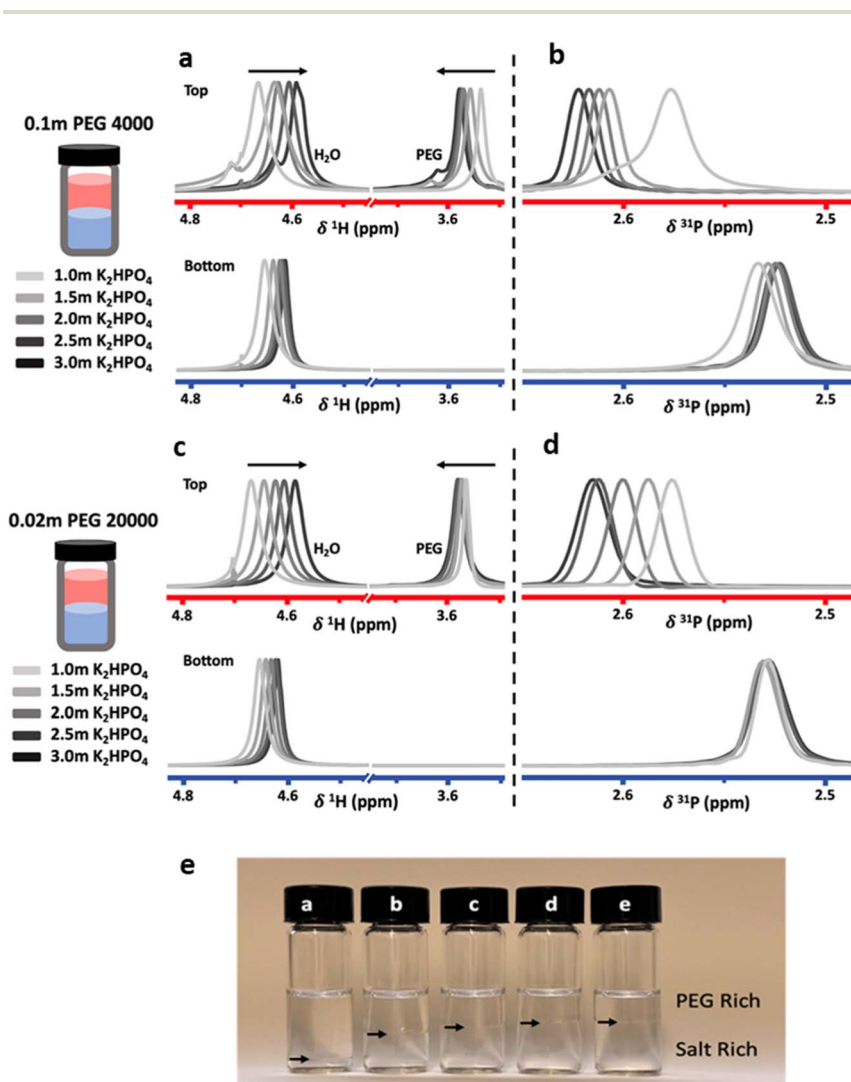 a
b
Top
0.1m PEG 4000
H₂O
PEG
4.8
4.6
3.6
2.6
2.5
δ ¹H (ppm)
δ ³¹P (ppm)
Bottom
1.0m K₂HPO₄
1.5m K₂HPO₄
2.0m K₂HPO₄
2.5m K₂HPO₄
3.0m K₂HPO₄
4.8
4.6
3.6
2.6
2.5
δ ¹H (ppm)
δ ³¹P (ppm)
c
d
Top
0.02m PEG 20000
H₂O
PEG
4.8
4.6
3.6
2.6
2.5
δ ¹H (ppm)
δ ³¹P (ppm)
Bottom
1.0m K₂HPO₄
1.5m K₂HPO₄
2.0m K₂HPO₄
2.5m K₂HPO₄
3.0m K₂HPO₄
4.8
4.6
3.6
2.6
2.5
δ ¹H (ppm)
δ ³¹P (ppm)
e
a b c d e
PEG Rich
Salt Rich